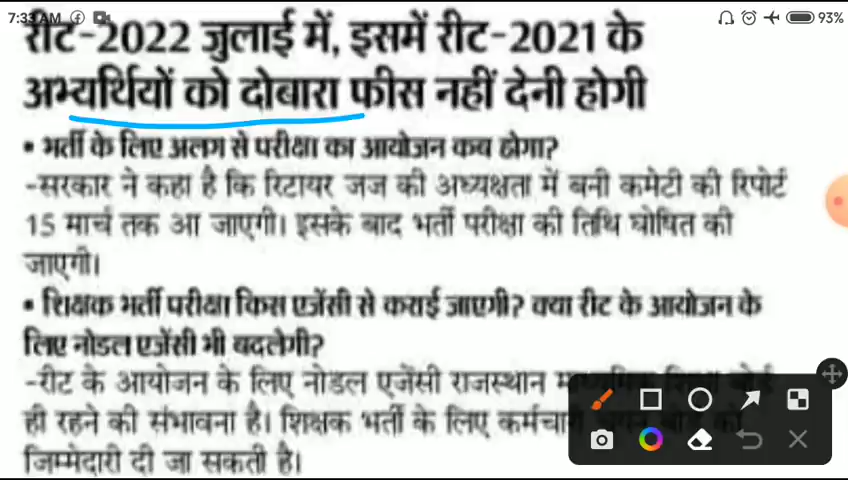 7:33 AM
93%
रीट-2022 जुलाई में, इसमें रीट-2021 के
अभ्यर्थियों को दोबारा फीस नहीं देनी होगी
• भर्ती के लिए अलग से परीक्षा का आयोजन कब होगा?
-सरकार ने कहा है कि रिटायर जज की अध्यक्षता में बनी कमेटी की रिपोर्ट
15 मार्च तक आ जाएगी। इसके बाद भर्ती परीक्षा की तिथि घोषित की
जाएगी।
• शिक्षक भर्ती परीक्षा किस एजेंसी से कराई जाएगी? क्या रीट के आयोजन के
लिए नोडल एजेंसी भी बदलेगी?
-रीट के आयोजन के लिए नोडल एजेंसी राजस्थान माध्यमिक शिक्षा बोर्ड
ही रहने की संभावना है। शिक्षक भर्ती के लिए कर्मचारी चयन बोर्ड को
जिम्मेदारी दी जा सकती है।